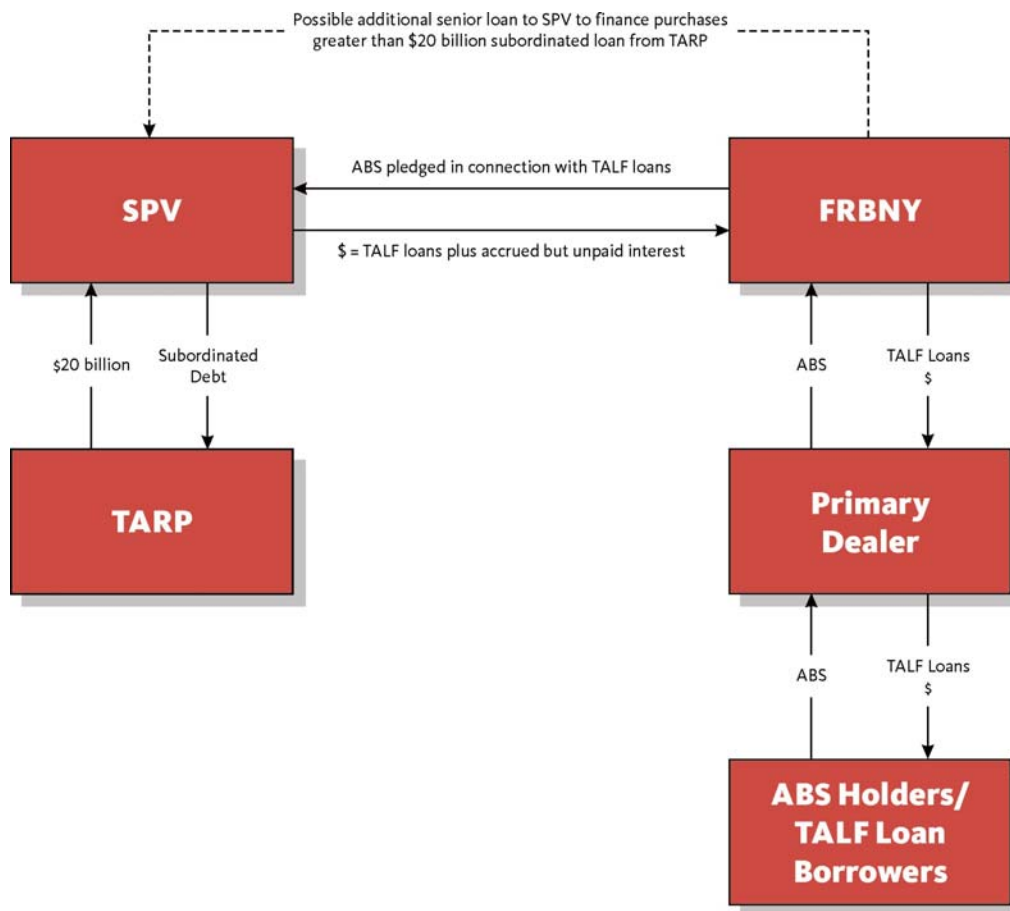 Possible additional senior loan to SPV to finance purchases
greater than $20 billion subordinated loan from TARP
SPV
ABS pledged in connection with TALF loans
$ = TALF loans plus accrued but unpaid interest
FRBNY
$20 billion
Subordinated
Debt
ABS
TALF Loans
$
TARP
Primary
Dealer
ABS
TALF Loans
$
ABS Holders/
TALF Loan
Borrowers